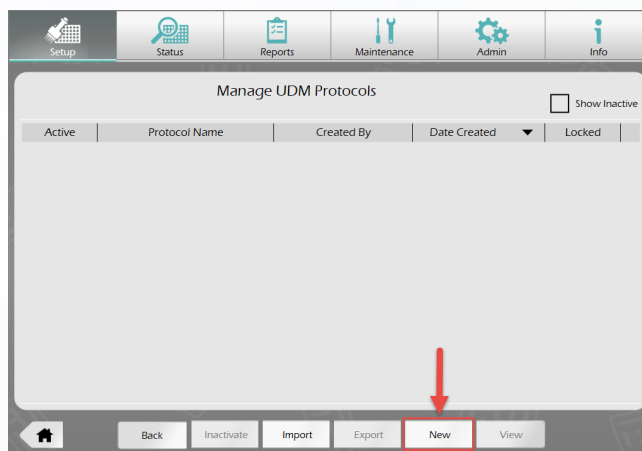 Setup Status Reports Maintenance Admin Info
Manage UDM Protocols
Show Inactive
Active Protocol Name Created By Date Created Locked
Back Inactivate Import Export New View